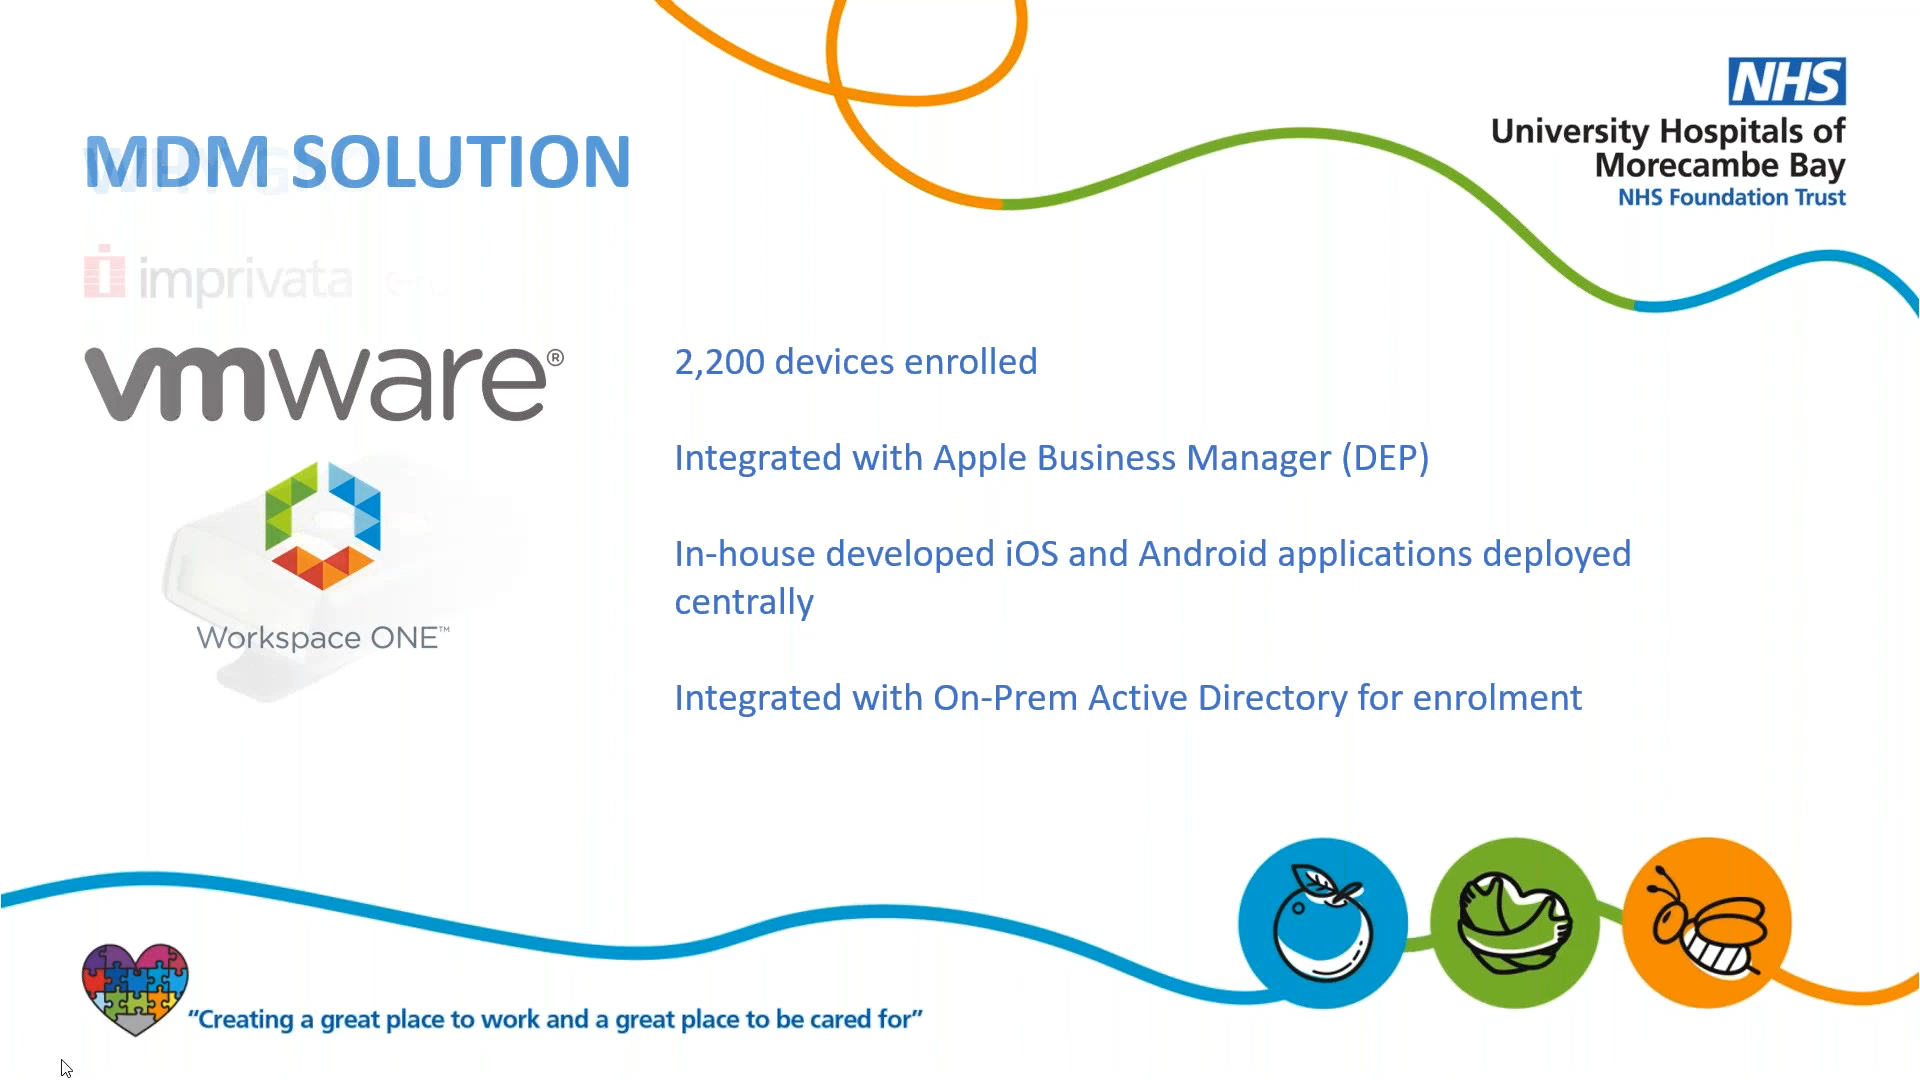 NHS
University Hospitals of
Morecambe Bay
NHS Foundation Trust
MDM SOLUTION
imprivata
vmware®
Workspace ONE™
2,200 devices enrolled
Integrated with Apple Business Manager (DEP)
In-house developed iOS and Android applications deployed
centrally
Integrated with On-Prem Active Directory for enrolment
“Creating a great place to work and a great place to be cared for”